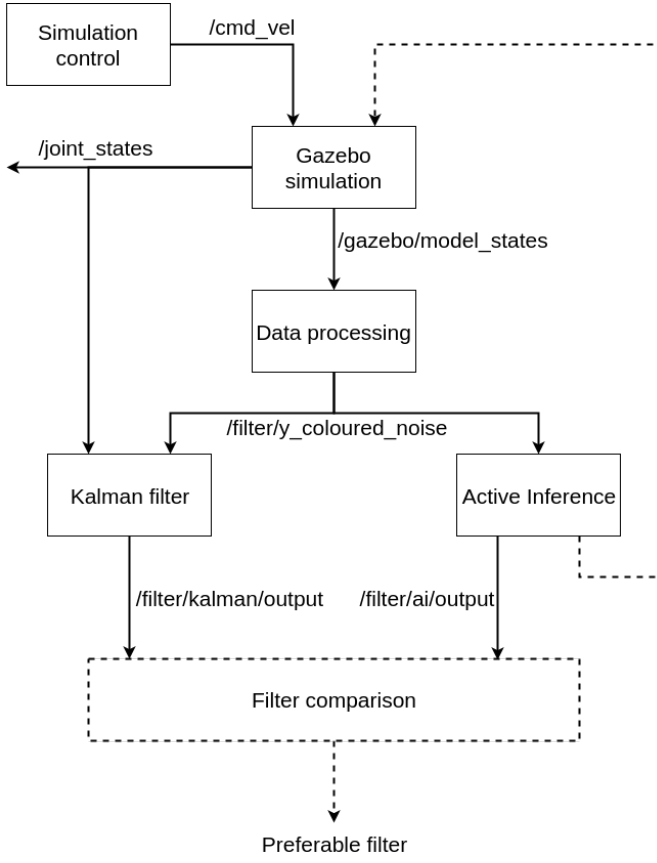 Simulation
control
/cmd_vel
/joint_states
Gazebo
simulation
/gazebo/model_states
Data processing
/filter/y_coloured_noise
Kalman filter
Active Inference
/filter/kalman/output
/filter/ai/output
Filter comparison
Preferable filter